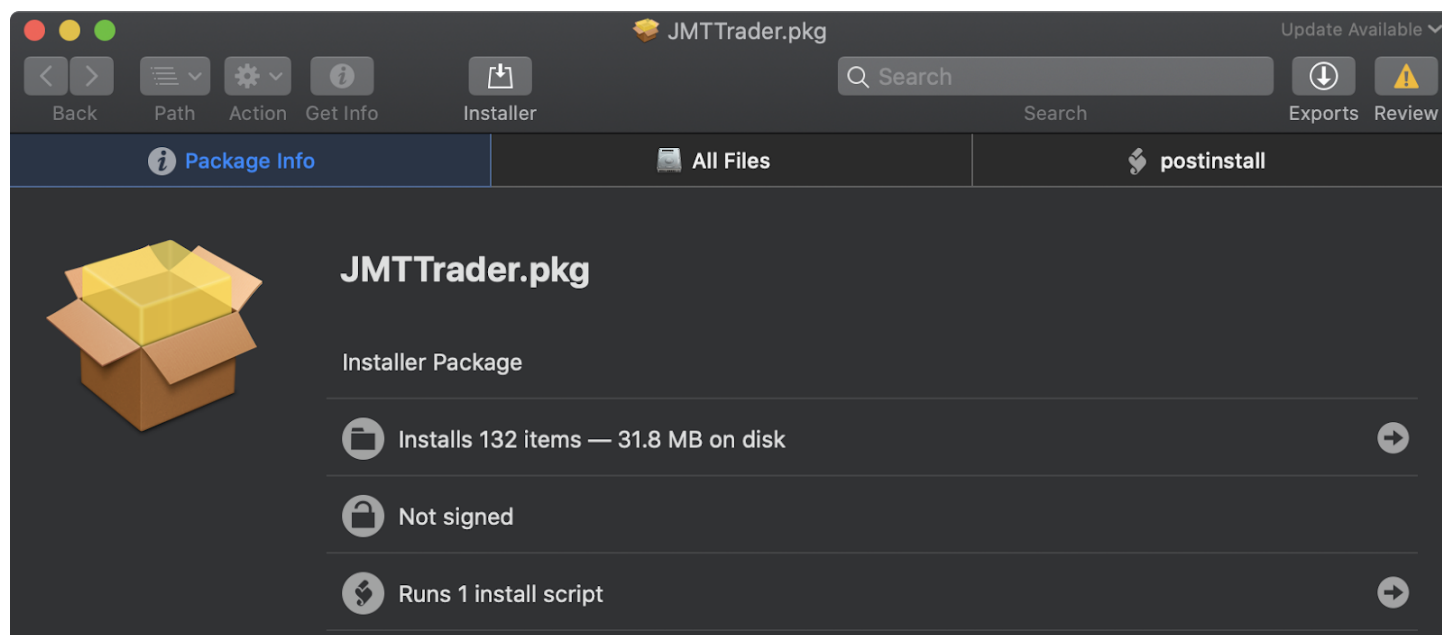 JMTTrader.pkg
Update Available
Search
Back
Path
Action
Get Info
Installer
Search
Exports
Review
Package Info
All Files
postinstall
JMTTrader.pkg
Installer Package
Installs 132 items — 31.8 MB on disk
Not signed
Runs 1 install script